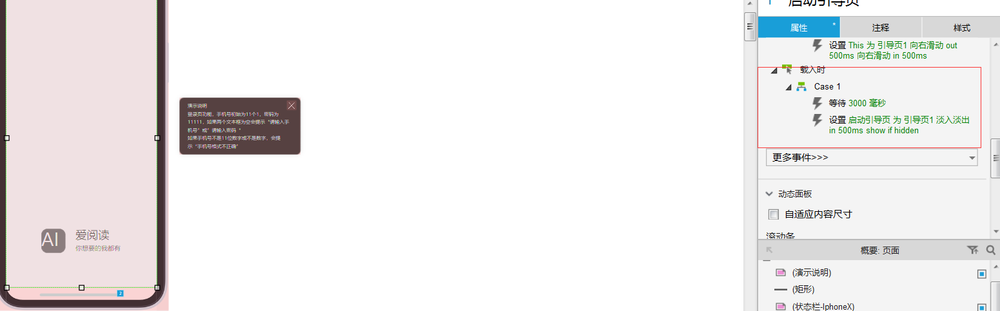 启动引导页
属性
*
注释
样式
设置 This 为 引导页1 向右滑动 out
500ms 向右滑动 in 500ms
载入时
Case 1
等待 3000 毫秒
设置 启动引导页 为 引导页1 淡入淡出
in 500ms show if hidden
更多事件>>>
动态面板
自适应内容尺寸
滚动条
概要: 页面
(演示说明)
(矩形)
(状态栏-IphoneX)
演示说明
登录页功能，手机号初始为11个1，密码为
11111，如果两个文本框为空会提示“请输入手
机号”或“请输入密码 ”
如果手机号不是11位数字或不是数字，会提
示“手机号格式不正确”
AI
爱阅读
你想要的我都有
2